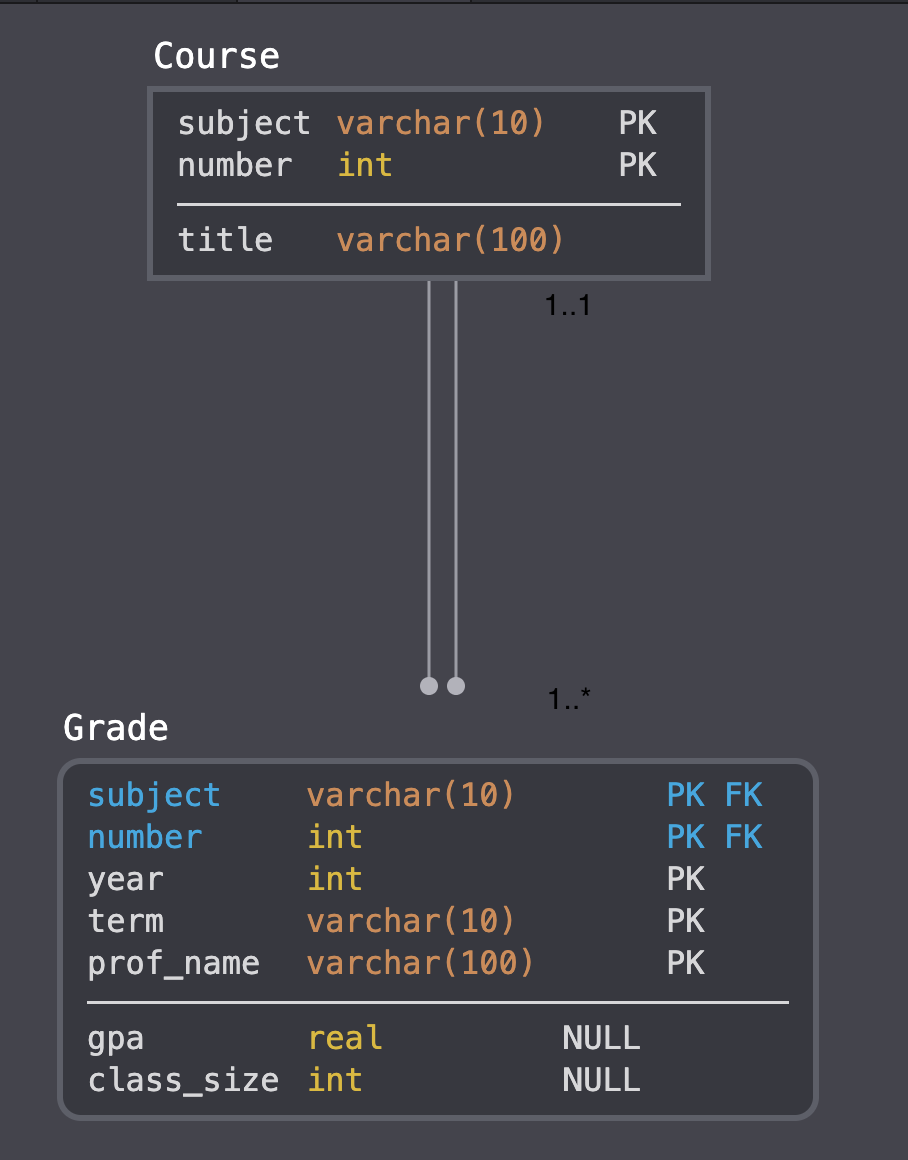 Course
subject varchar(10) PK
number int PK
title varchar(100)
1..1
1..*
Grade
subject varchar(10) PK FK
number int PK FK
year int PK
term varchar(10) PK
prof_name varchar(100) PK
gpa real NULL
class_size int NULL